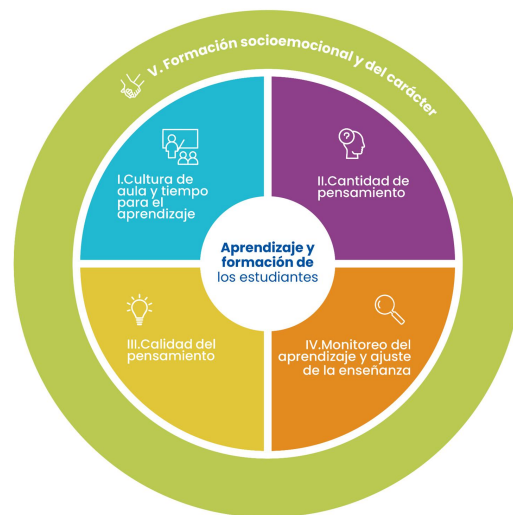 V. Formación socioemocional y del carácter
I.Cultura de
aula y tiempo
para el
aprendizaje
II.Cantidad de
pensamiento
Aprendizaje y
formación de
los estudiantes
III.Calidad del
pensamiento
IV.Monitoreo del
aprendizaje y ajuste
de la enseñanza
?